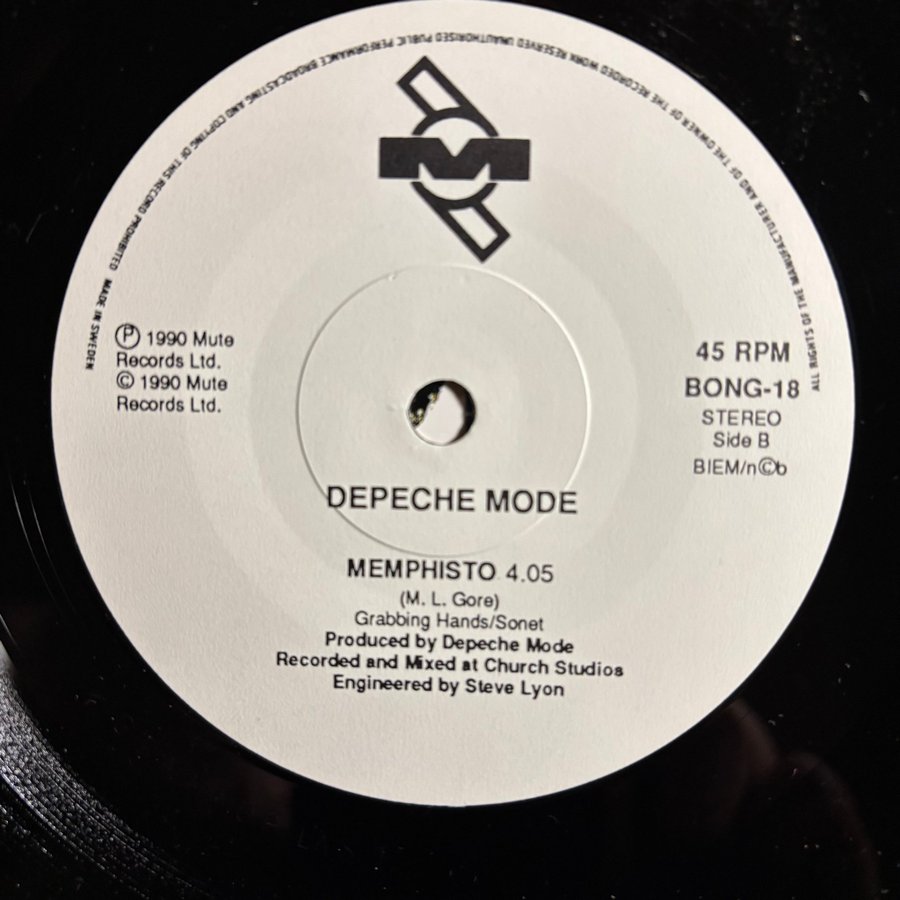 ALL RIGHTS OF THE MANUFACTURER AND OF THE OWNER OF THE RECORDED WORK RESERVED UNAUTHORISED PUBLIC PERFORMANCE BROADCASTING AND COPYING OF THIS RECORD PROHIBITED MADE IN SWEDEN
M
Ⓟ 1990 Mute
Records Ltd.
© 1990 Mute
Records Ltd.
45 RPM
BONG-18
STEREO
Side B
BIEM/n©b
DEPECHE MODE
MEMPHISTO 4.05
(M. L. Gore)
Grabbing Hands/Sonet
Produced by Depeche Mode
Recorded and Mixed at Church Studios
Engineered by Steve Lyon